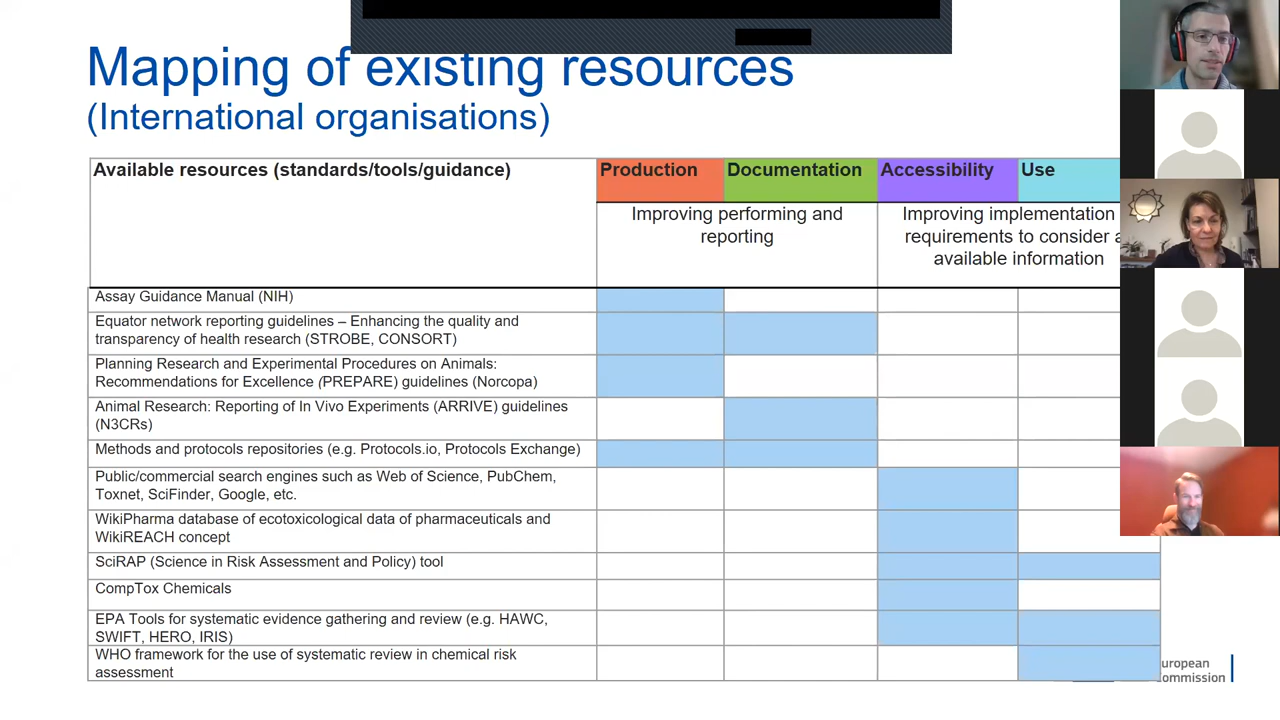 Mapping of existing resources
(International organisations)
Available resources (standards/tools/guidance)
Production
Documentation
Accessibility
Use
Improving performing and
reporting
Improving implementation
requirements to consider a
available information
Assay Guidance Manual (NIH)
Equator network reporting guidelines – Enhancing the quality and
transparency of health research (STROBE, CONSORT)
Planning Research and Experimental Procedures on Animals:
Recommendations for Excellence (PREPARE) guidelines (Norcopa)
Animal Research: Reporting of In Vivo Experiments (ARRIVE) guidelines
(N3CRs)
Methods and protocols repositories (e.g. Protocols.io, Protocols Exchange)
Public/commercial search engines such as Web of Science, PubChem,
Toxnet, SciFinder, Google, etc.
WikiPharma database of ecotoxicological data of pharmaceuticals and
WikiREACH concept
SciRAP (Science in Risk Assessment and Policy) tool
CompTox Chemicals
EPA Tools for systematic evidence gathering and review (e.g. HAWC,
SWIFT, HERO, IRIS)
WHO framework for the use of systematic review in chemical risk
assessment
uropean
ommission